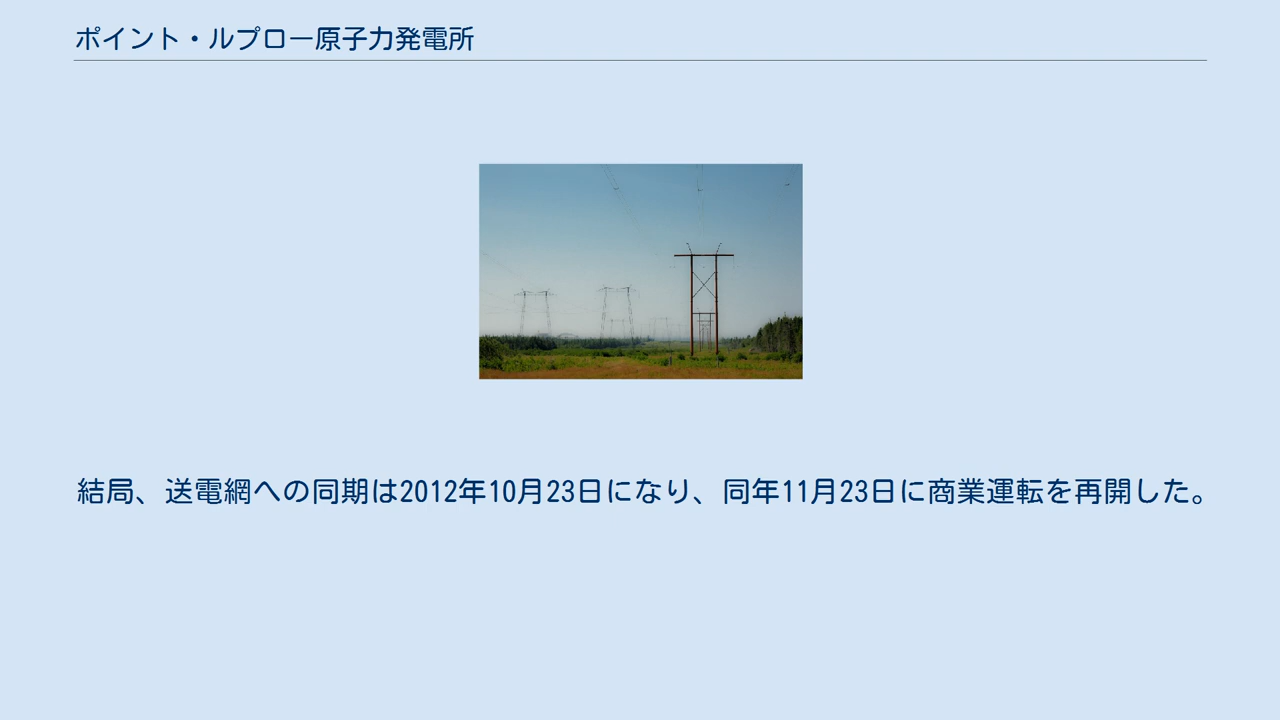 ポイント・ルプロー原子力発電所
結局、送電網への同期は2012年10月23日になり、同年11月23日に商業運転を再開した。